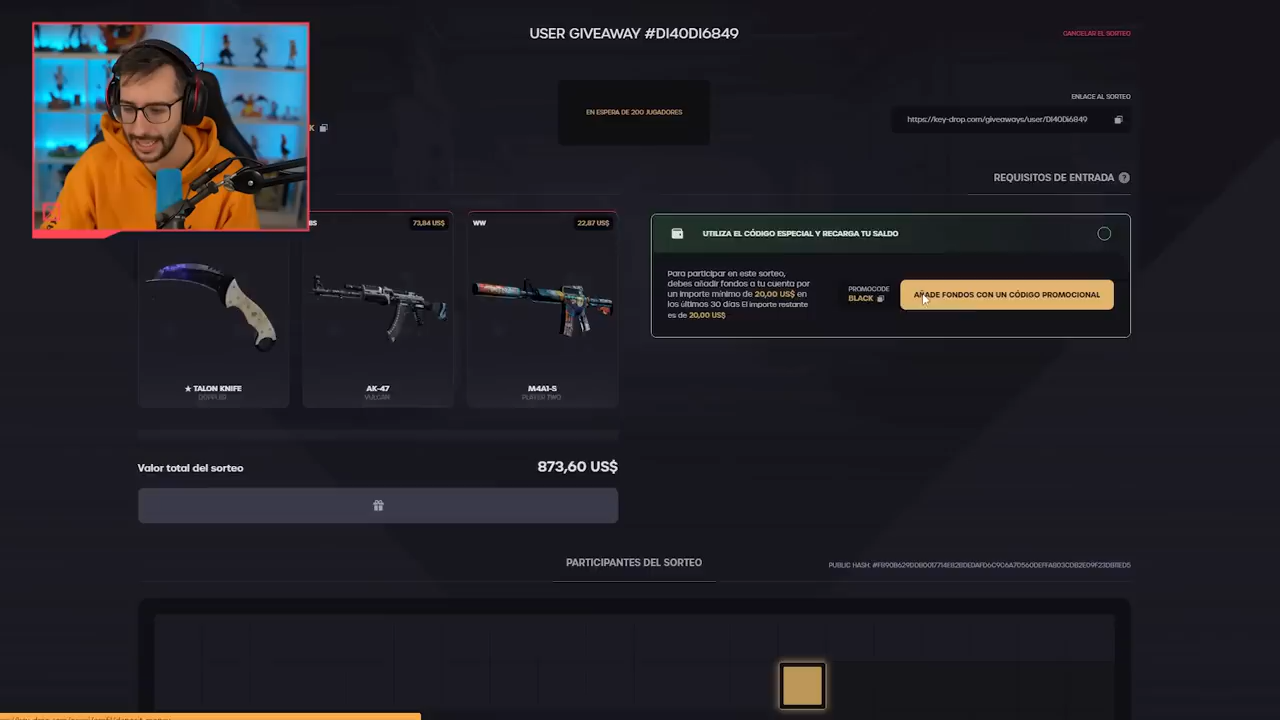 USER GIVEAWAY #DI40DI6849
CANCELAR EL SORTEO
EN ESPERA DE 200 JUGADORES
ENLACE AL SORTEO
https://key-drop.com/giveaways/user/DI40Di6849
K
REQUISITOS DE ENTRADA ?
73,84 US$
WW
22,87 US$
UTILIZA EL CÓDIGO ESPECIAL Y RECARGA TU SALDO
Para participar en este sorteo,
debes añadir fondos a tu cuenta por
un importe mínimo de 20,00 US$ en
los últimos 30 días El importe restante
es de 20,00 US$
PROMOCODE
BLACK
AÑADE FONDOS CON UN CÓDIGO PROMOCIONAL
★ TALON KNIFE
DOPPLER
AK-47
VULCAN
M4A1-S
PLAYER TWO
Valor total del sorteo
873,60 US$
PARTICIPANTES DEL SORTEO
PUBLIC HASH: